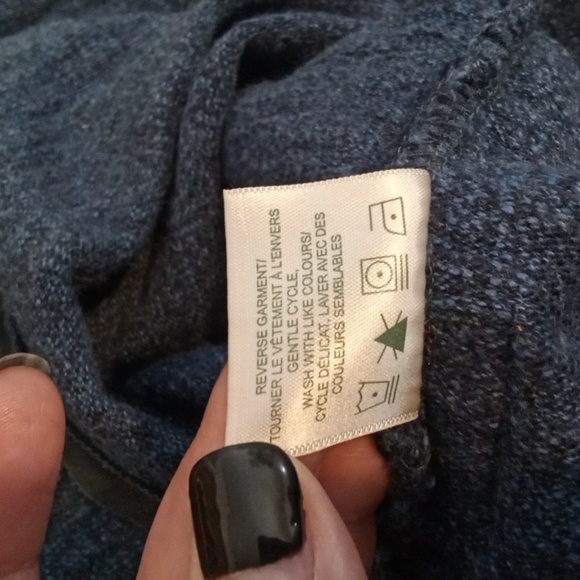 REVERSE GARMENT/
TOURNER LE VÊTEMENT À L'ENVERS
GENTLE CYCLE,
WASH WITH LIKE COLOURS/
CYCLE DÉLICAT, LAVER AVEC DES
COULEURS SEMBLABLES